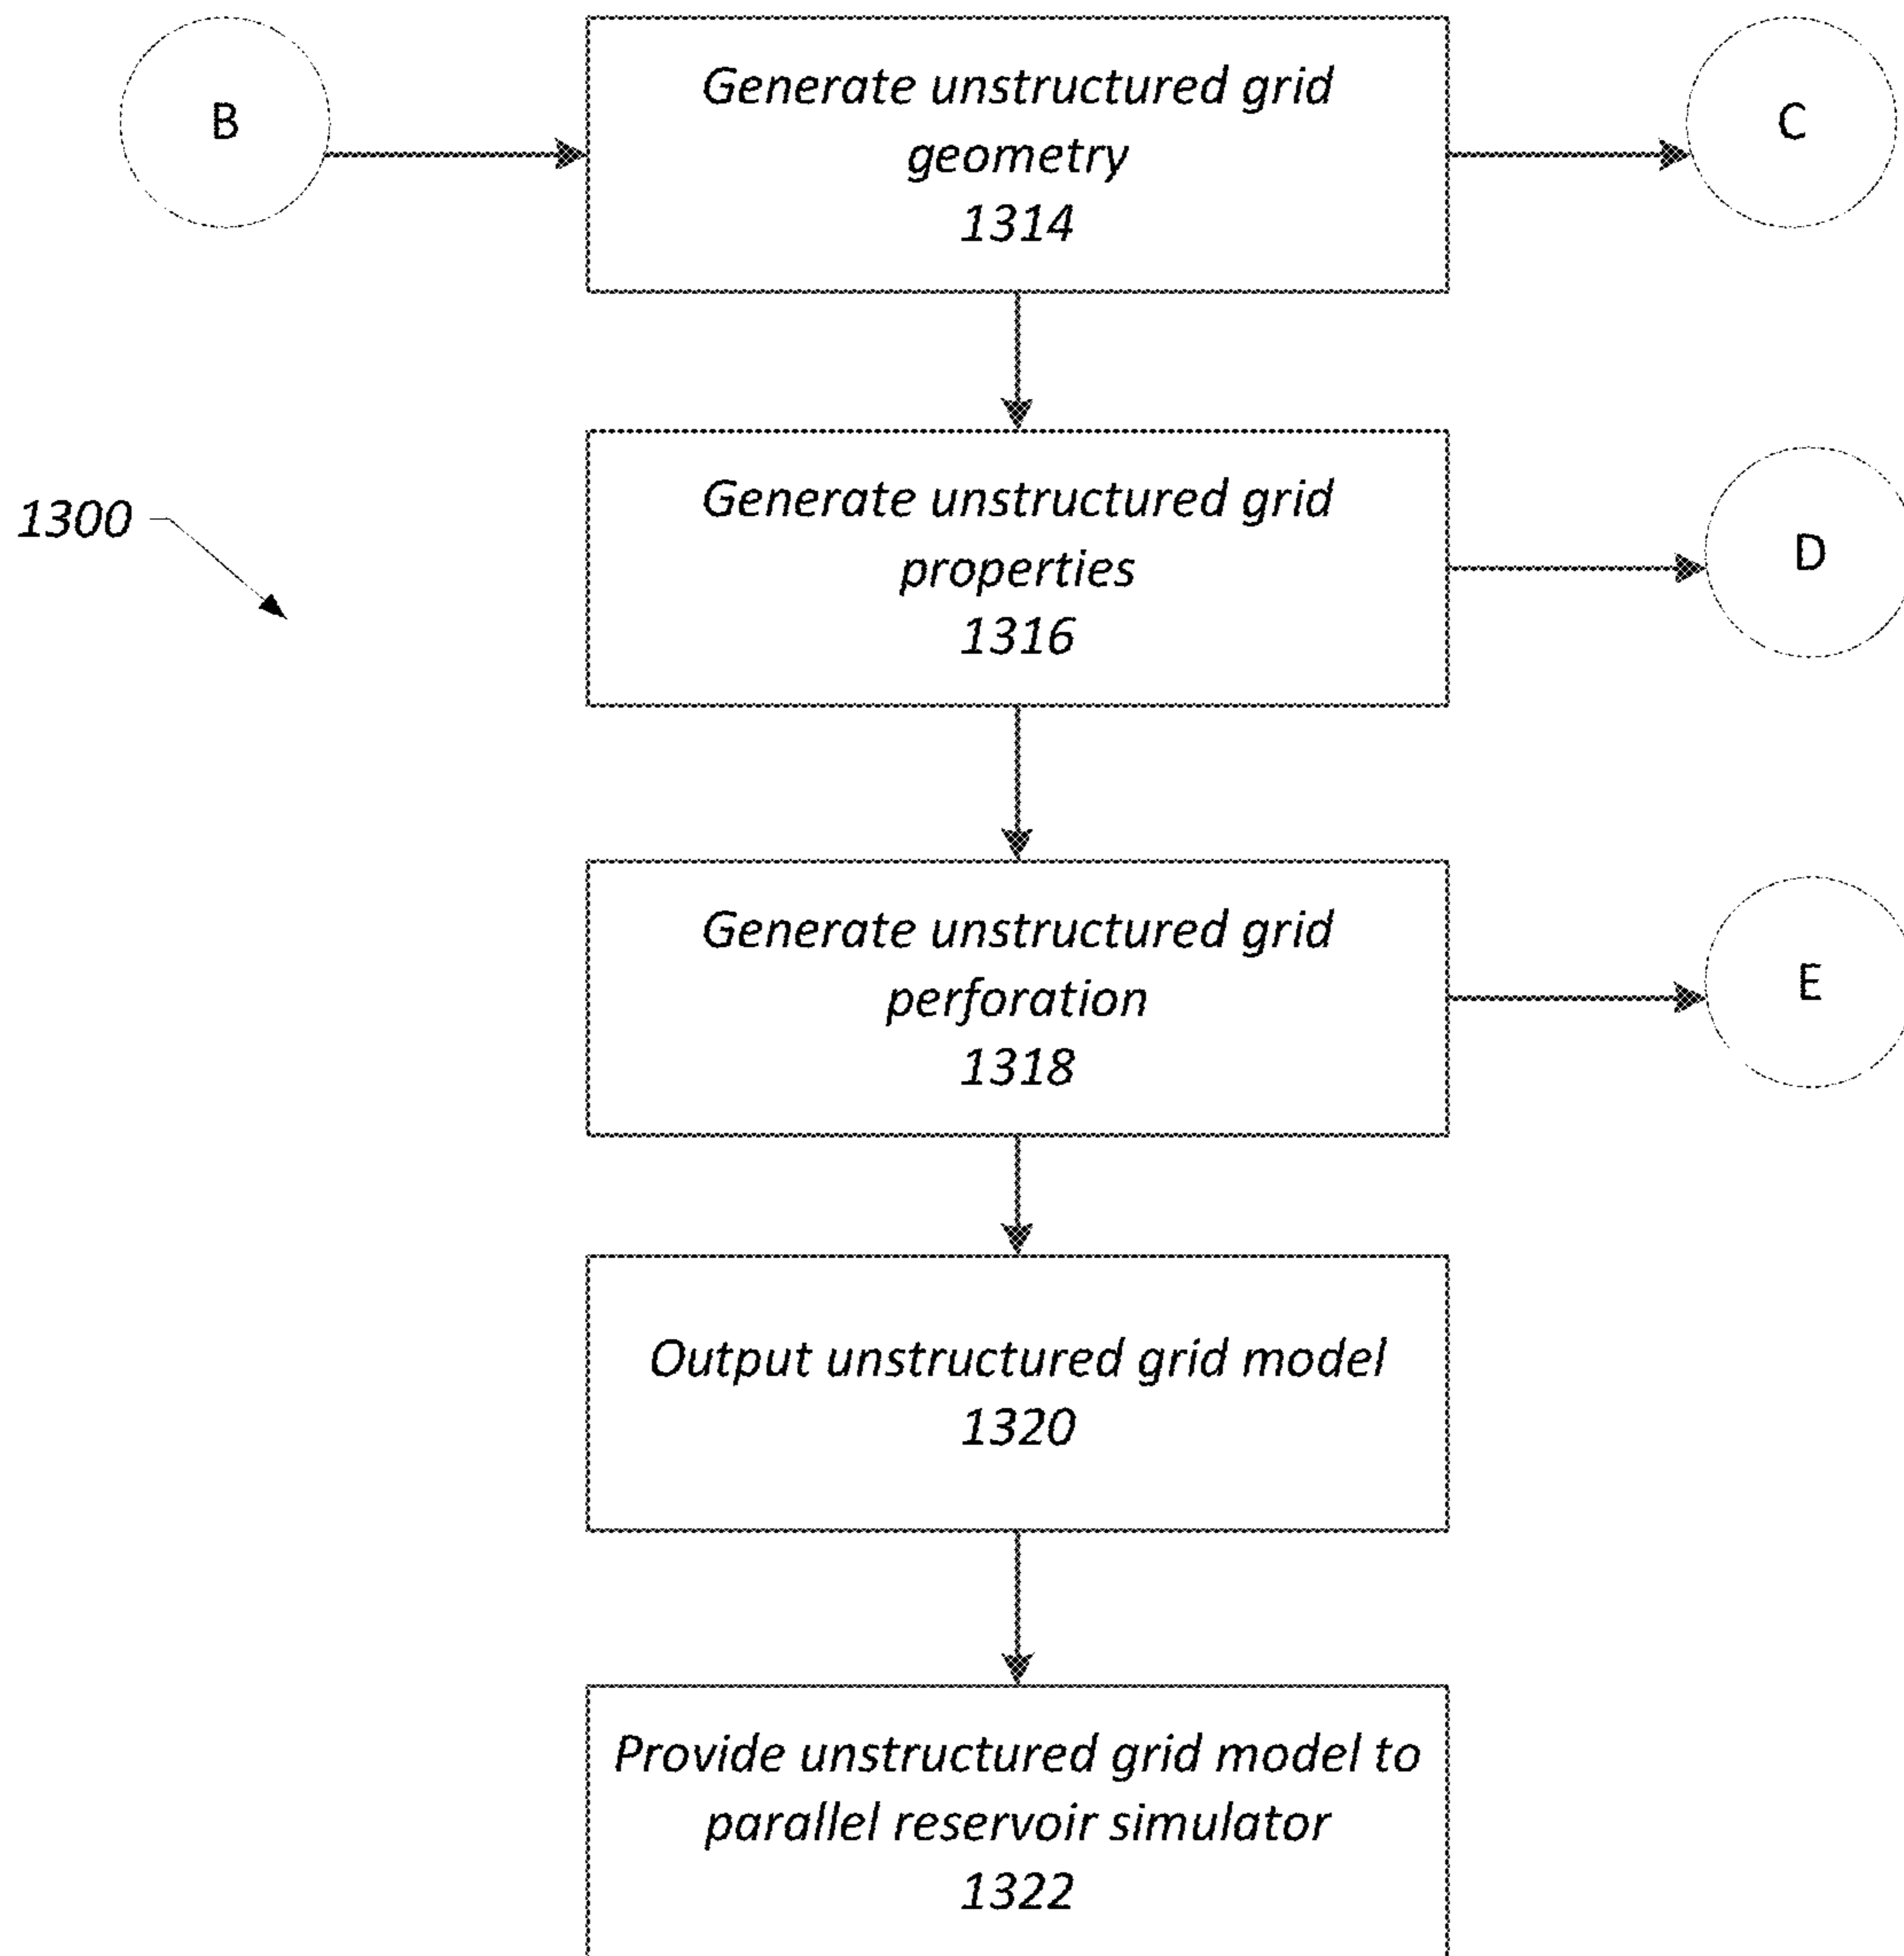 B
Generate unstructured grid
geometry
1314
C
1300
Generate unstructured grid
properties
1316
D
Generate unstructured grid
perforation
1318
E
Output unstructured grid model
1320
Provide unstructured grid model to
parallel reservoir simulator
1322